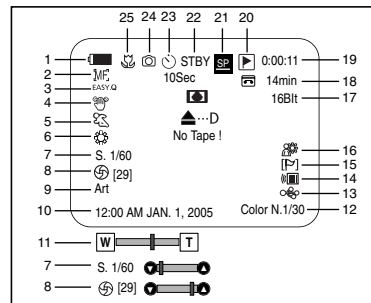 25 24 23 22 21 20
1 STBY SP 0:00:11 19
2 MF 10Sec 14min 18
3 EASY.Q 16BIt 17
4
5 ...D
6 No Tape !
7 S. 1/60 16
8 [29] 15
9 Art 14
13
10 12:00 AM JAN. 1, 2005 Color N.1/30 12
11 W T
7 S. 1/60
8 [29]